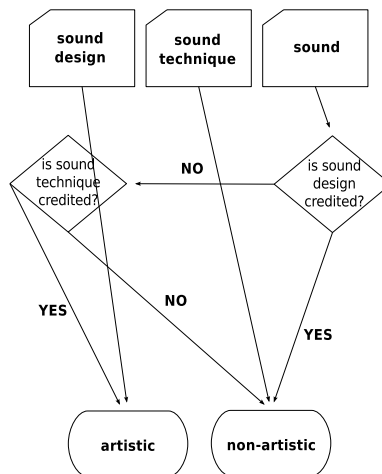 sound
design
sound
technique
sound
is sound
technique
credited?
NO
is sound
design
credited?
YES
NO
YES
artistic
non-artistic